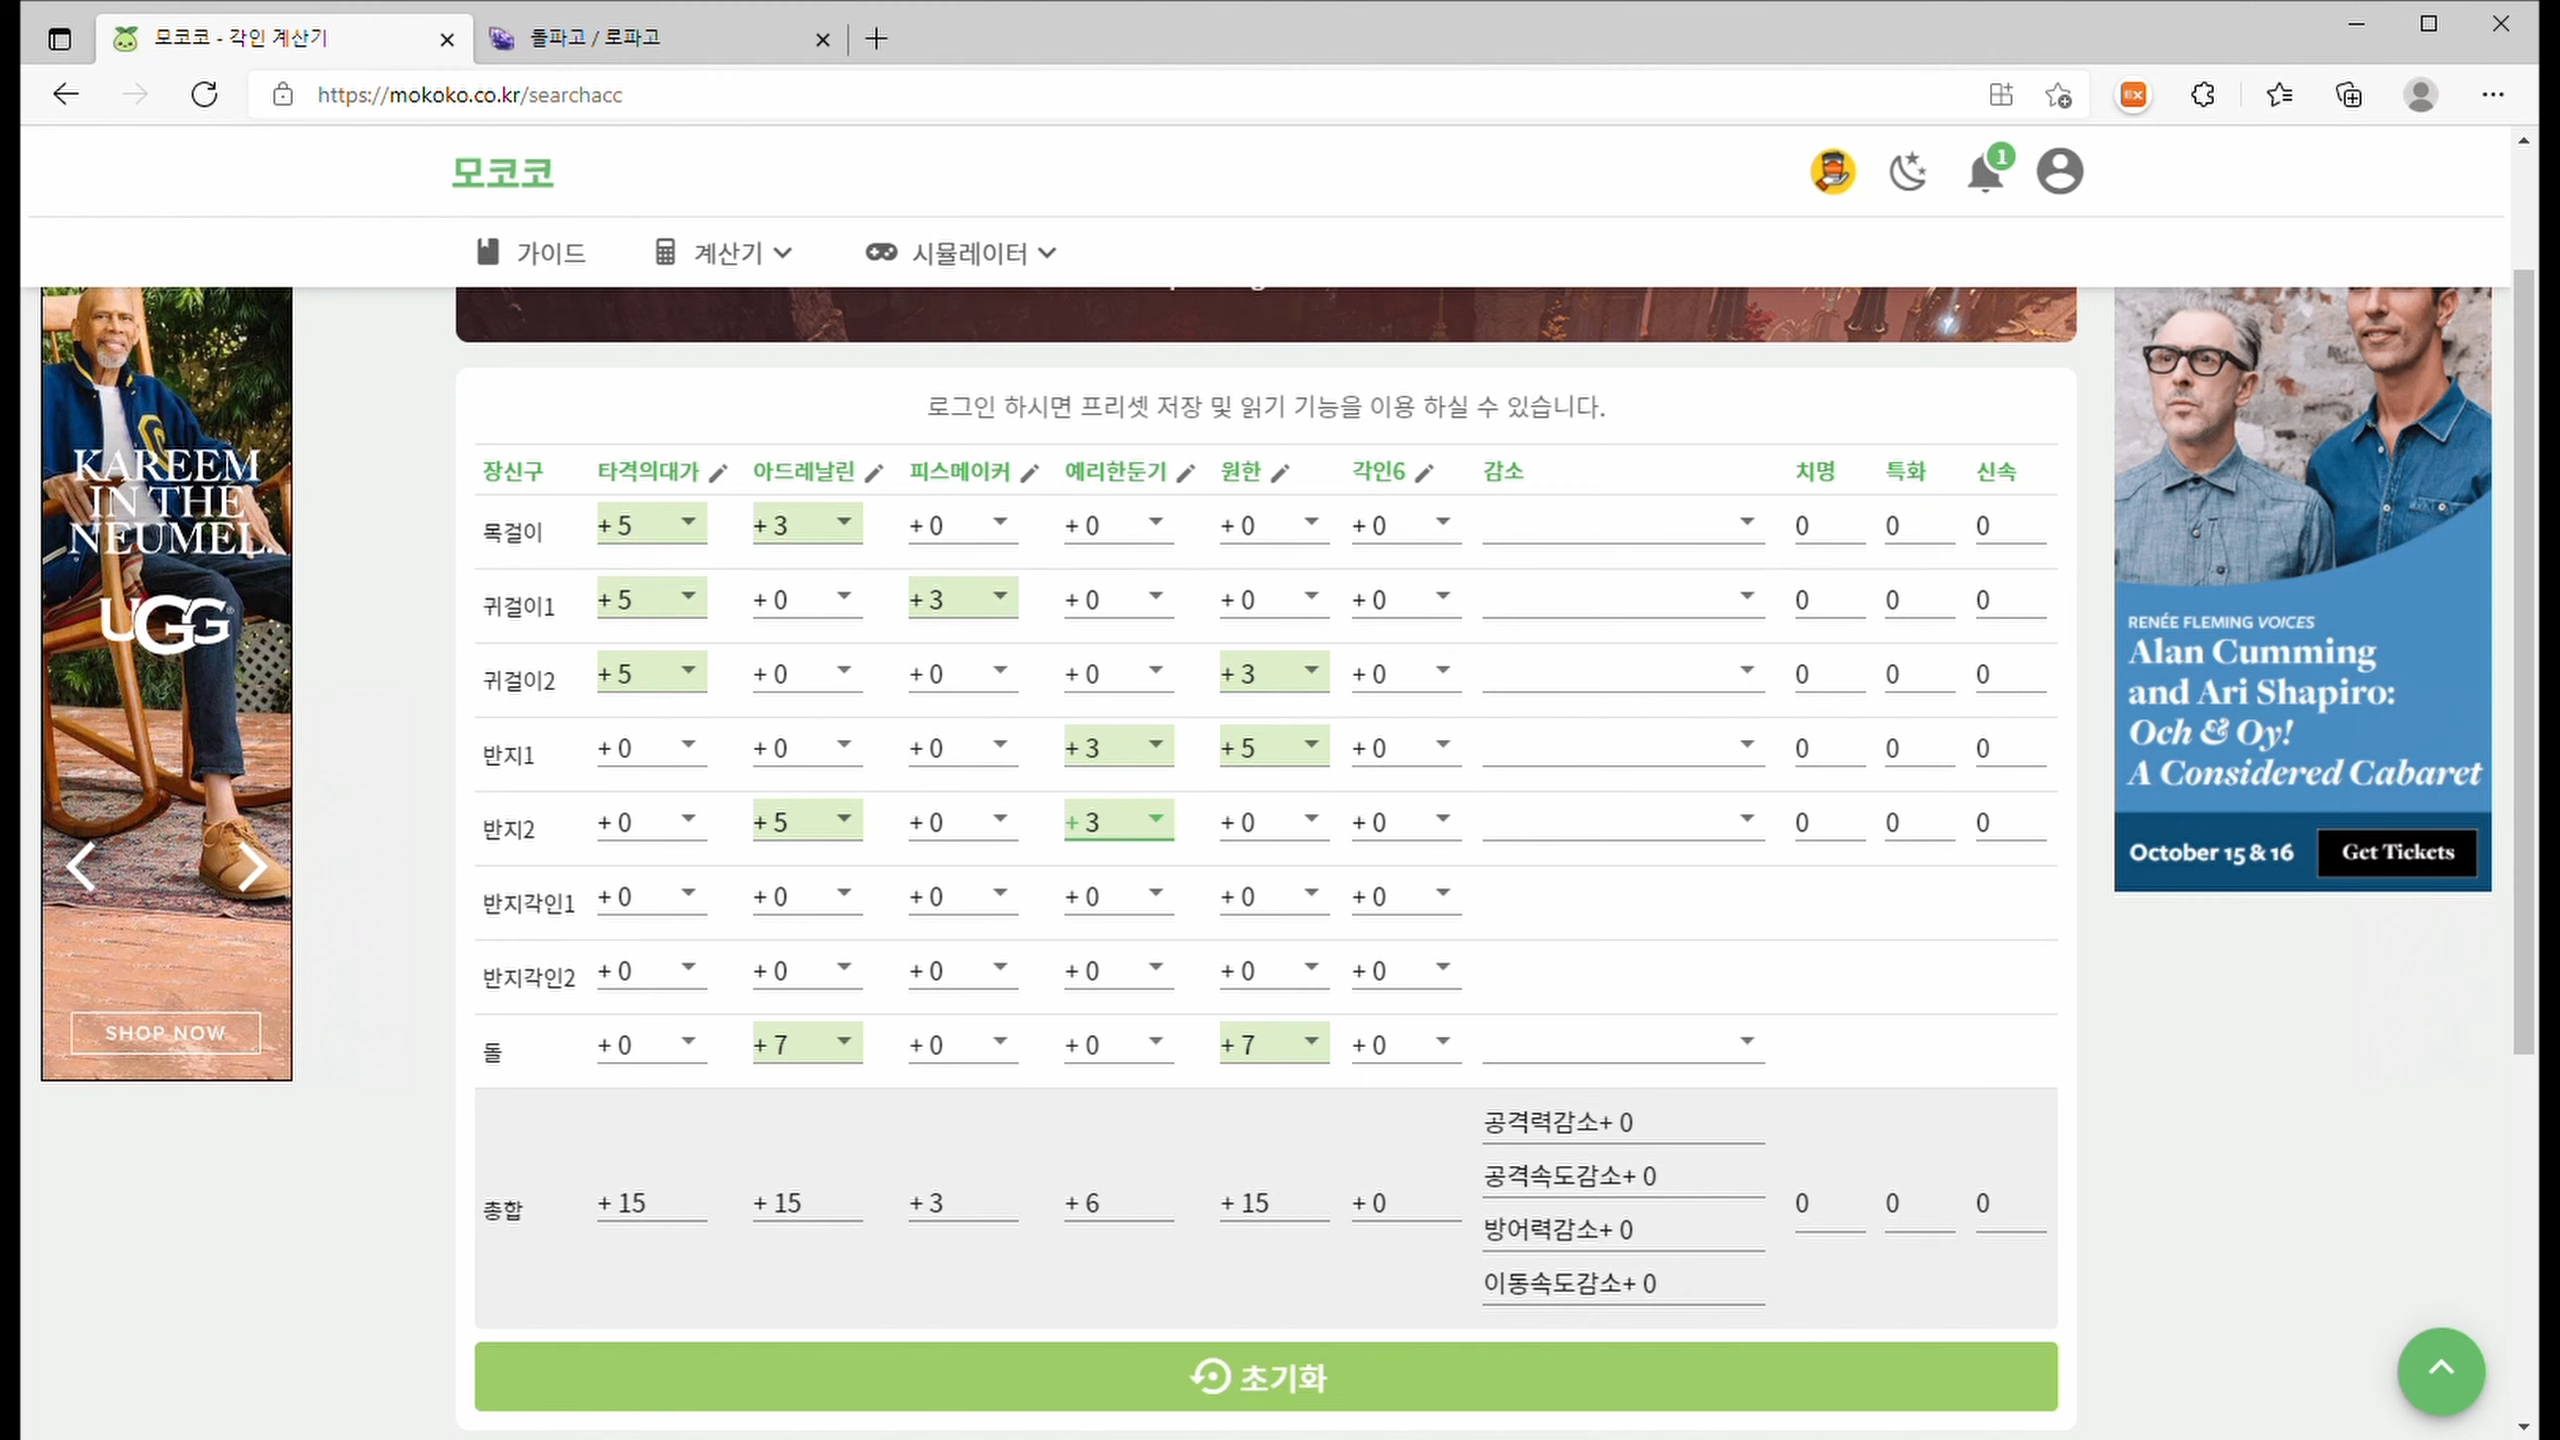 모코코 - 각인 계산기
돌파고 / 로파고
https://mokoko.co.kr/searchacc
모코코
1
가이드
계산기
시뮬레이터
로그인 하시면 프리셋 저장 및 읽기 기능을 이용 하실 수 있습니다.
장신구 타격의대가 아드레날린 피스메이커 예리한둔기 원한 각인6 감소 치명 특화 신속
목걸이 + 5 + 3 + 0 + 0 + 0 + 0 0 0 0
귀걸이1 + 5 + 0 + 3 + 0 + 0 + 0 0 0 0
귀걸이2 + 5 + 0 + 0 + 0 + 3 + 0 0 0 0
반지1 + 0 + 0 + 0 + 3 + 5 + 0 0 0 0
반지2 + 0 + 5 + 0 + 3 + 0 + 0 0 0 0
반지각인1 + 0 + 0 + 0 + 0 + 0 + 0
반지각인2 + 0 + 0 + 0 + 0 + 0 + 0
돌 + 0 + 7 + 0 + 0 + 7 + 0
총합 + 15 + 15 + 3 + 6 + 15 + 0
공격력감소+ 0
공격속도감소+ 0
방어력감소+ 0
이동속도감소+ 0
0 0 0
초기화
KAREEM
IN THE
NEUMEL.
UGG
SHOP NOW
RENÉE FLEMING VOICES
Alan Cumming
and Ari Shapiro:
Och & Oy!
A Considered Cabaret
October 15 & 16
Get Tickets